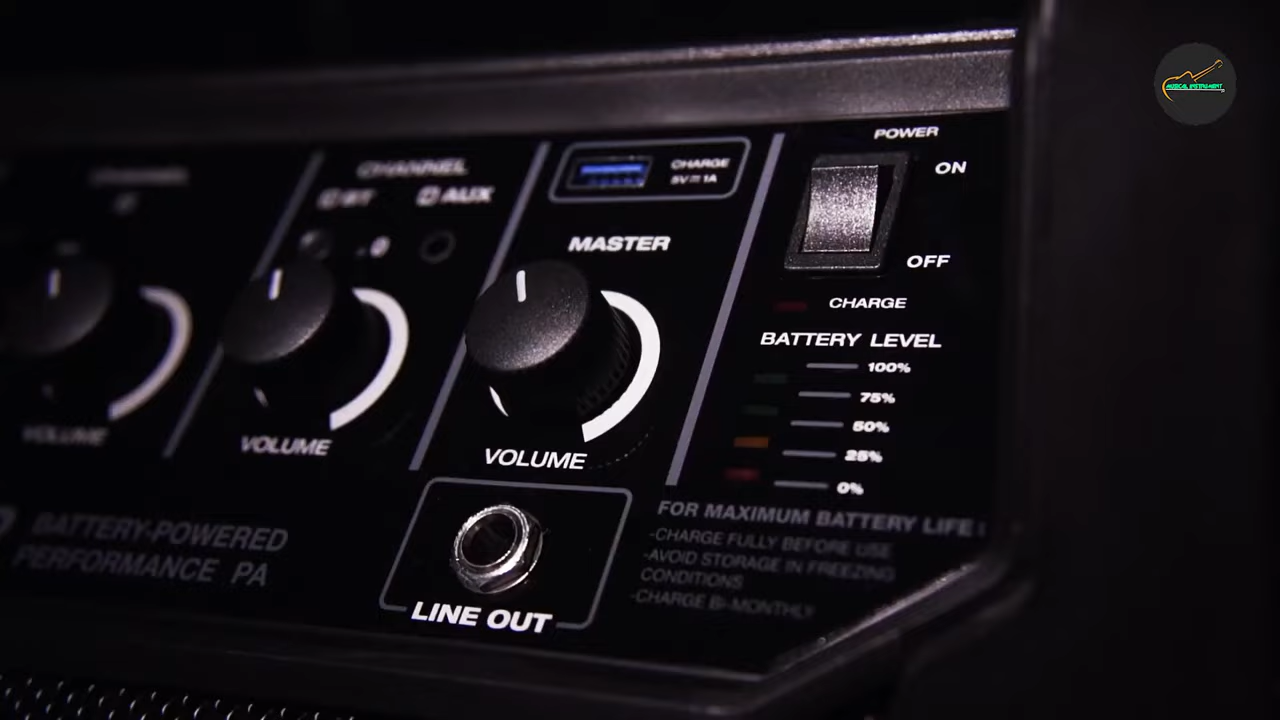 MUSICAL INSTRUMENT
POWER
ON
OFF
CHARGE
5V⎓1A
CHANNEL
BT
AUX
MASTER
CHARGE
BATTERY LEVEL
100%
75%
50%
25%
0%
VOLUME
VOLUME
VOLUME
FOR MAXIMUM BATTERY LIFE:
-CHARGE FULLY BEFORE USE
-AVOID STORAGE IN FREEZING
CONDITIONS
-CHARGE BI-MONTHLY
BATTERY-POWERED
PERFORMANCE PA
LINE OUT